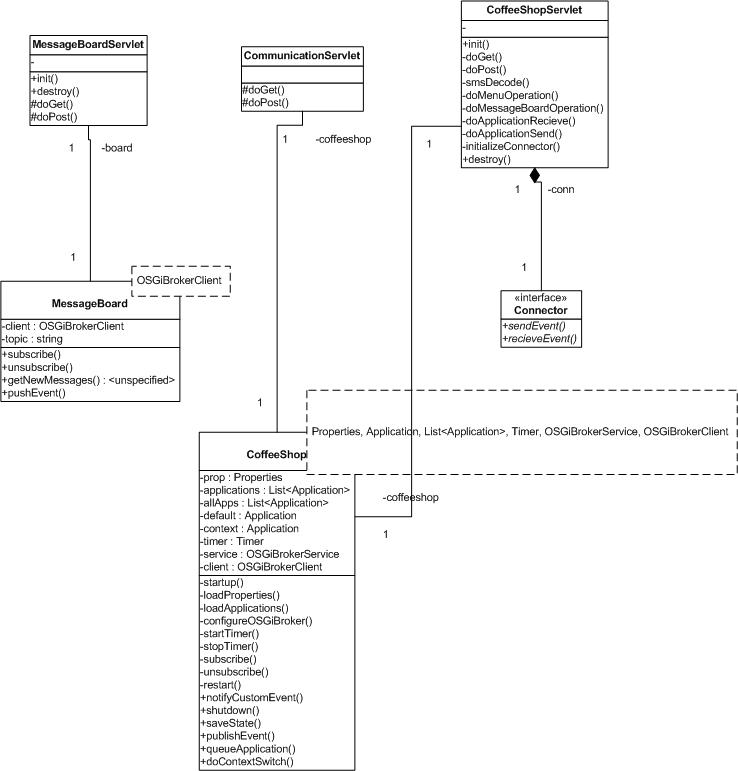 MessageBoardServlet
-
+init()
+destroy()
#doGet()
#doPost()
1
-board
1
OSGiBrokerClient
MessageBoard
-client : OSGiBrokerClient
-topic : string
+subscribe()
+unsubscribe()
+getNewMessages() : <unspecified>
+pushEvent()
CommunicationServlet
#doGet()
#doPost()
1
-coffeeshop
1
CoffeeShopServlet
-
+init()
-doGet()
-doPost()
-smsDecode()
-doMenuOperation()
-doMessageBoardOperation()
-doApplicationRecieve()
-doApplicationSend()
-initializeConnector()
+destroy()
1
1
-conn
1
«interface»
Connector
+sendEvent()
+recieveEvent()
Properties, Application, List<Application>, Timer, OSGiBrokerService, OSGiBrokerClient
CoffeeShop
-prop : Properties
-applications : List<Application>
-allApps : List<Application>
-default : Application
-context : Application
-timer : Timer
-service : OSGiBrokerService
-client : OSGiBrokerClient
-coffeeshop
1
-startup()
-loadProperties()
-loadApplications()
-configureOSGiBroker()
-startTimer()
-stopTimer()
-subscribe()
-unsubscribe()
-restart()
+notifyCustomEvent()
+shutdown()
+saveState()
+publishEvent()
+queueApplication()
+doContextSwitch()